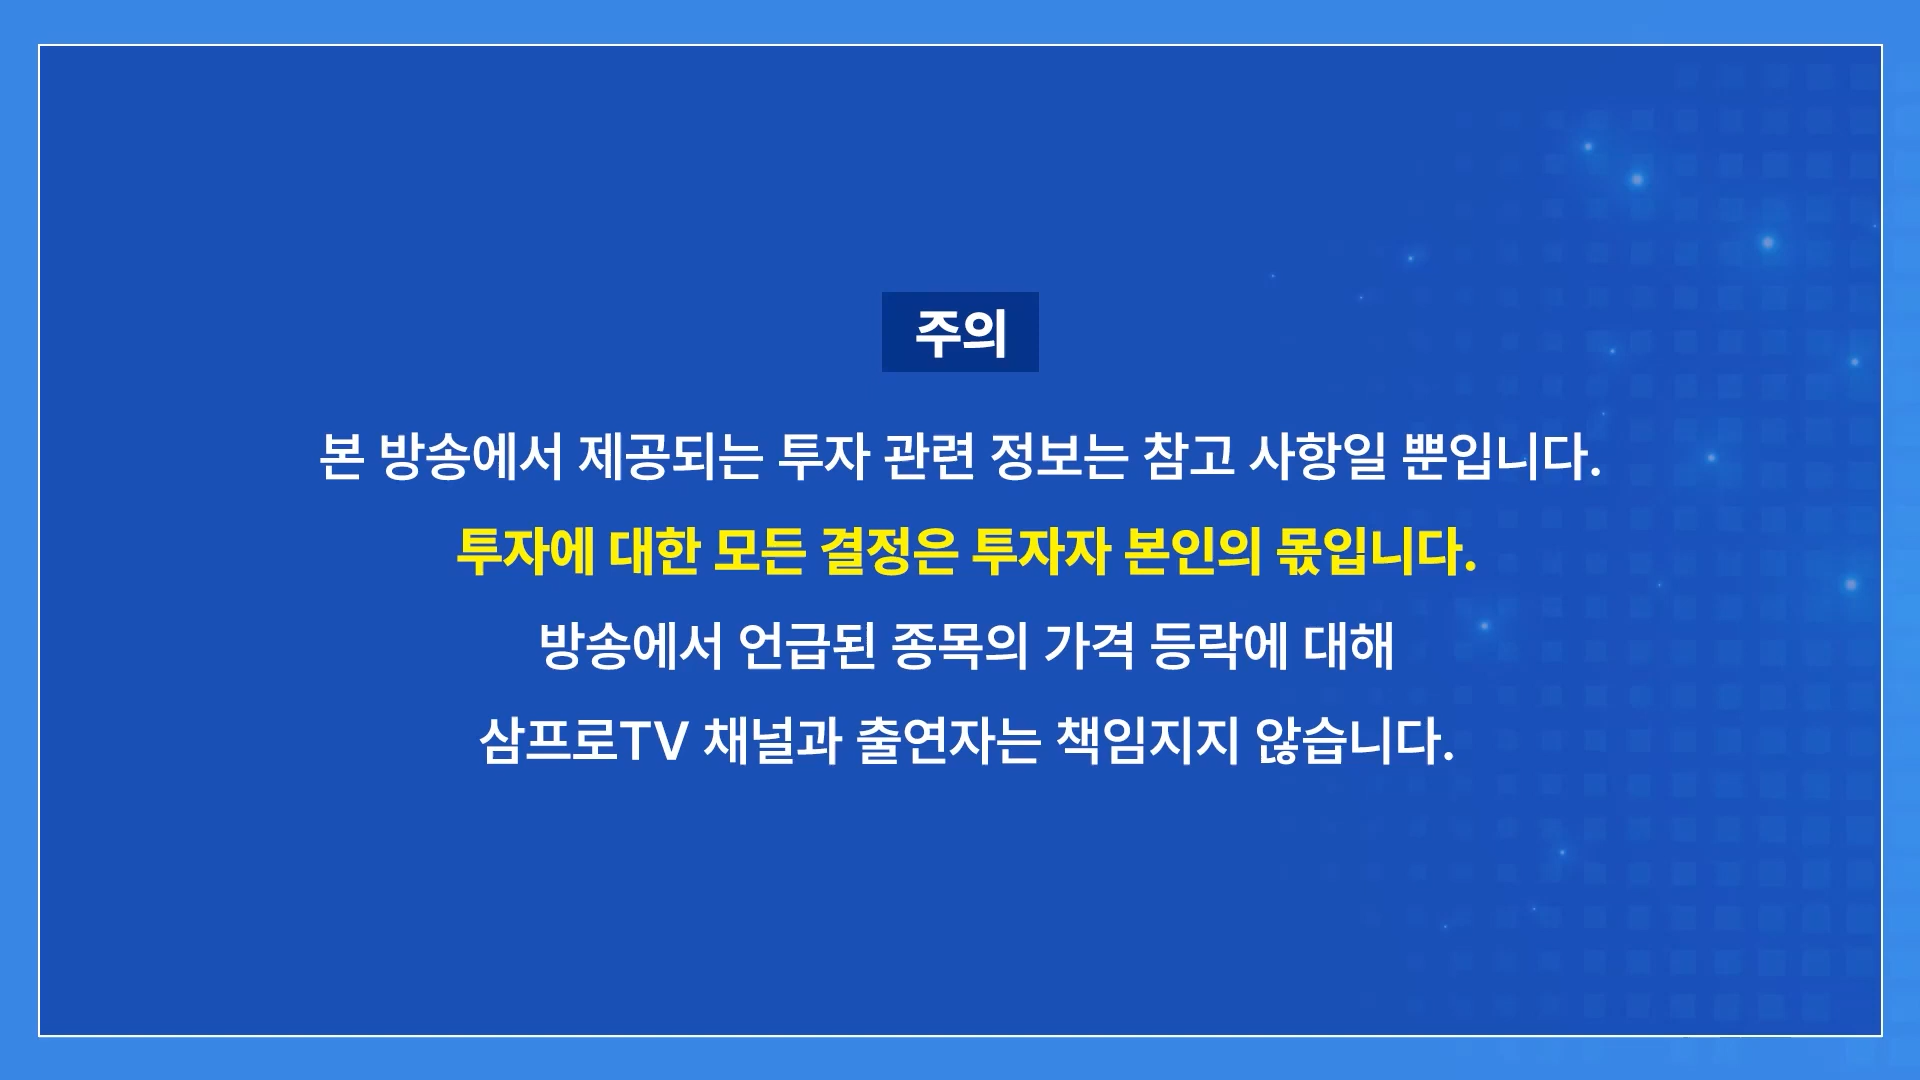 주의
본 방송에서 제공되는 투자 관련 정보는 참고 사항일 뿐입니다.
투자에 대한 모든 결정은 투자자 본인의 몫입니다.
방송에서 언급된 종목의 가격 등락에 대해
삼프로TV 채널과 출연자는 책임지지 않습니다.